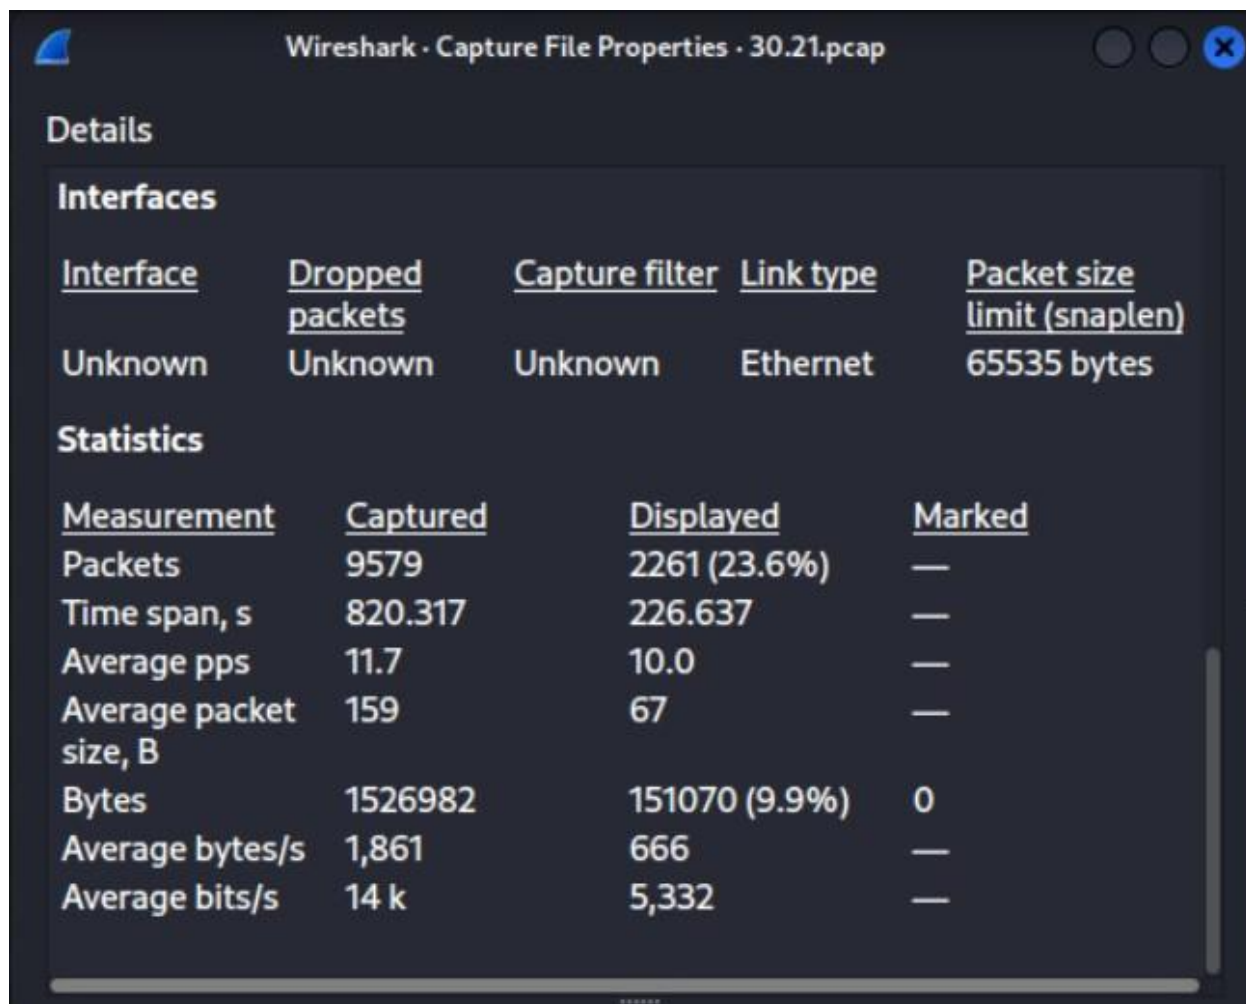 Wireshark · Capture File Properties · 30.21.pcap
Details
Interfaces
Interface Dropped packets Capture filter Link type Packet size limit (snaplen)
Unknown Unknown Unknown Ethernet 65535 bytes
Statistics
Measurement Captured Displayed Marked
Packets 9579 2261 (23.6%) —
Time span, s 820.317 226.637 —
Average pps 11.7 10.0 —
Average packet size, B 159 67 —
Bytes 1526982 151070 (9.9%) 0
Average bytes/s 1,861 666 —
Average bits/s 14 k 5,332 —